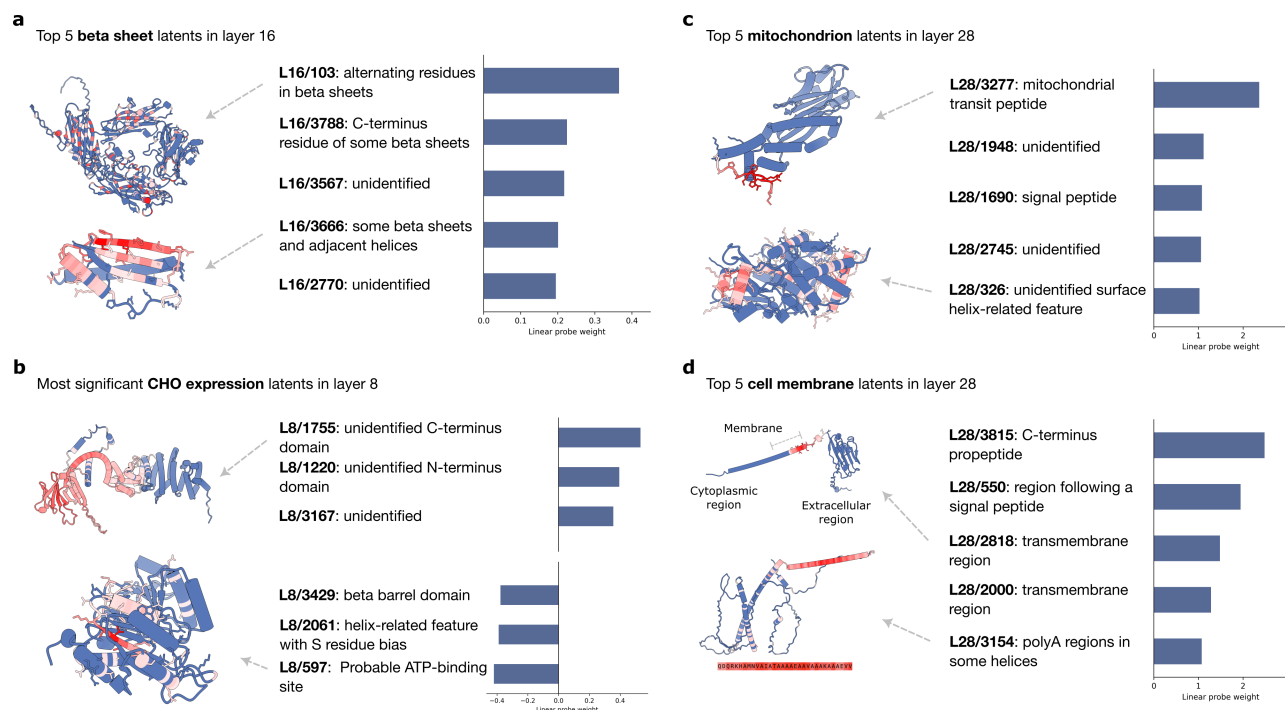 a
Top 5 beta sheet latents in layer 16
L16/103: alternating residues
in beta sheets
L16/3788: C-terminus
residue of some beta sheets
L16/3567: unidentified
L16/3666: some beta sheets
and adjacent helices
L16/2770: unidentified
0.0 0.1 0.2 0.3 0.4
Linear probe weight
b
Most significant CHO expression latents in layer 8
L8/1755: unidentified C-terminus
domain
L8/1220: unidentified N-terminus
domain
L8/3167: unidentified
L8/3429: beta barrel domain
L8/2061: helix-related feature
with S residue bias
L8/597: Probable ATP-binding
site
−0.4 −0.2 0.0 0.2 0.4
Linear probe weight
c
Top 5 mitochondrion latents in layer 28
L28/3277: mitochondrial
transit peptide
L28/1948: unidentified
L28/1690: signal peptide
L28/2745: unidentified
L28/326: unidentified surface
helix-related feature
0 1 2
Linear probe weight
d
Top 5 cell membrane latents in layer 28
Membrane
Cytoplasmic
region
Extracellular
region
L28/3815: C-terminus
propeptide
L28/550: region following a
signal peptide
L28/2818: transmembrane
region
L28/2000: transmembrane
region
L28/3154: polyA regions in
some helices
0 1 2
Linear probe weight